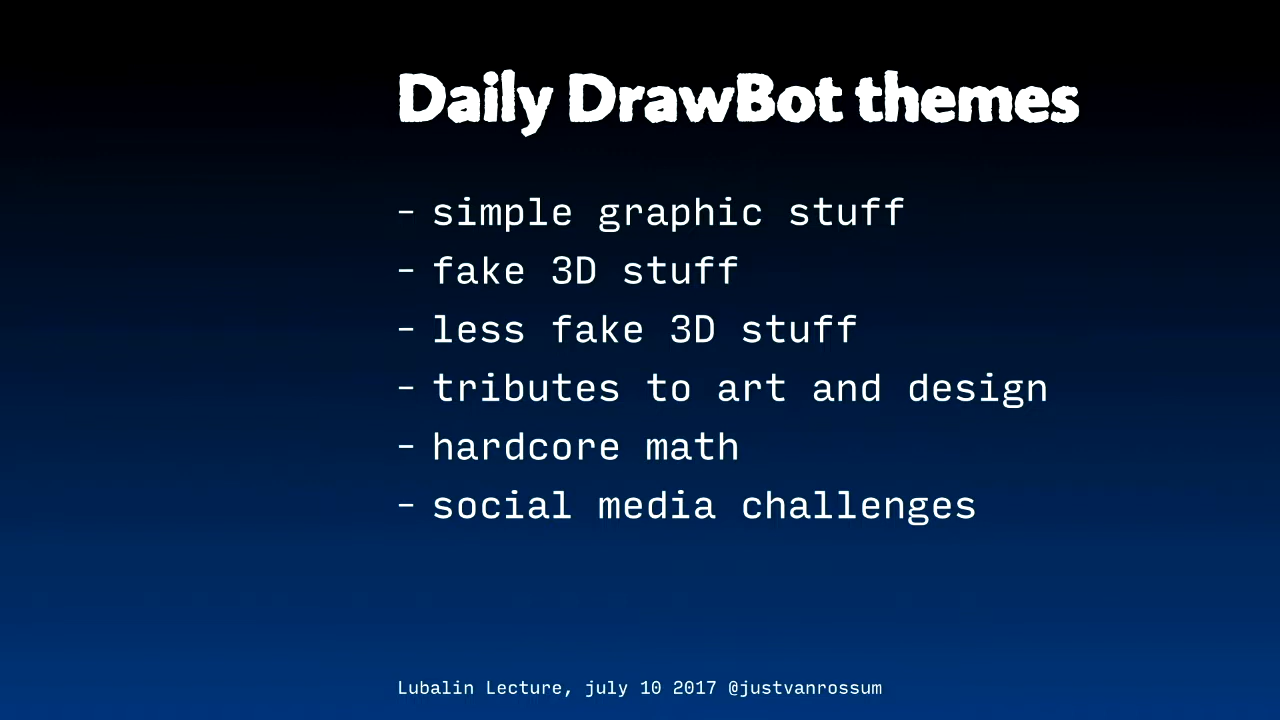 Daily DrawBot themes
- simple graphic stuff
- fake 3D stuff
- less fake 3D stuff
- tributes to art and design
- hardcore math
- social media challenges
Lubalin Lecture, july 10 2017 @justvanrossum